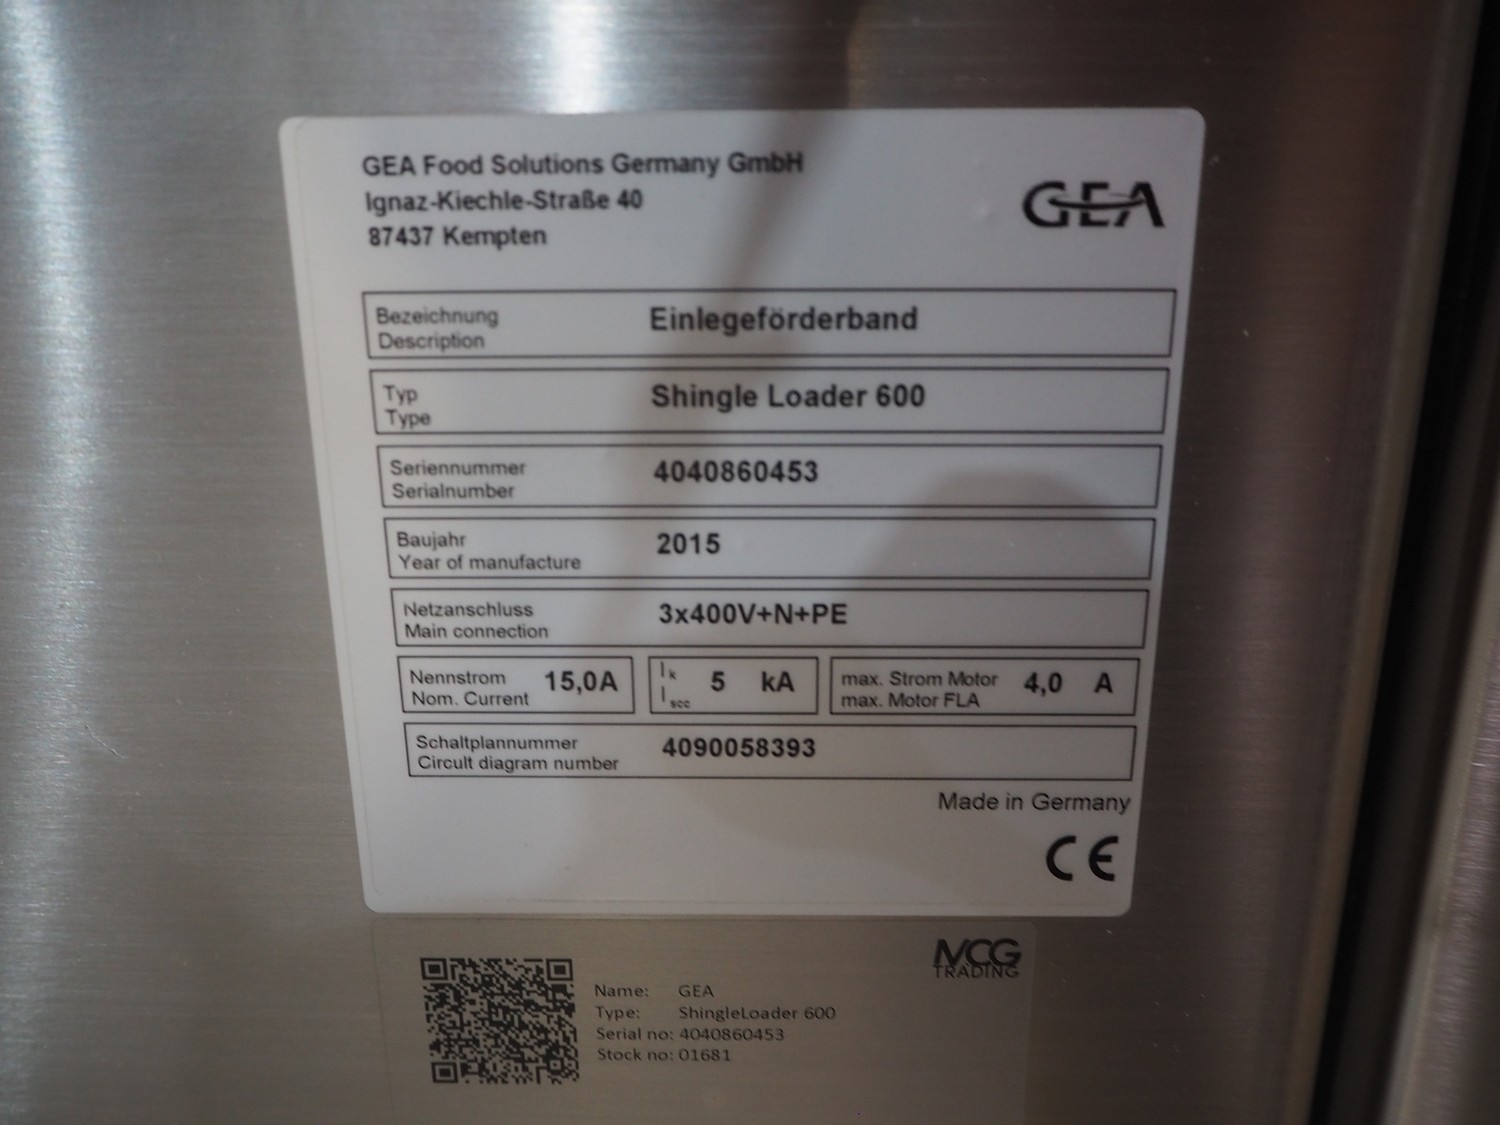 GEA Food Solutions Germany GmbH
Ignaz-Kiechle-Straße 40
87437 Kempten
GEA
Bezeichnung
Description
Einlegeförderband
Typ
Type
Shingle Loader 600
Seriennummer
Serialnumber
4040860453
Baujahr
Year of manufacture
2015
Netzanschluss
Main connection
3x400V+N+PE
Nennstrom
Nom. Current
15,0A
Ik
Iscc
5 kA
max. Strom Motor
max. Motor FLA
4,0 A
Schaltplannummer
Circuit diagram number
4090058393
Made in Germany
CE
MCG
TRADING
Name: GEA
Type: ShingleLoader 600
Serial no: 4040860453
Stock no: 01681